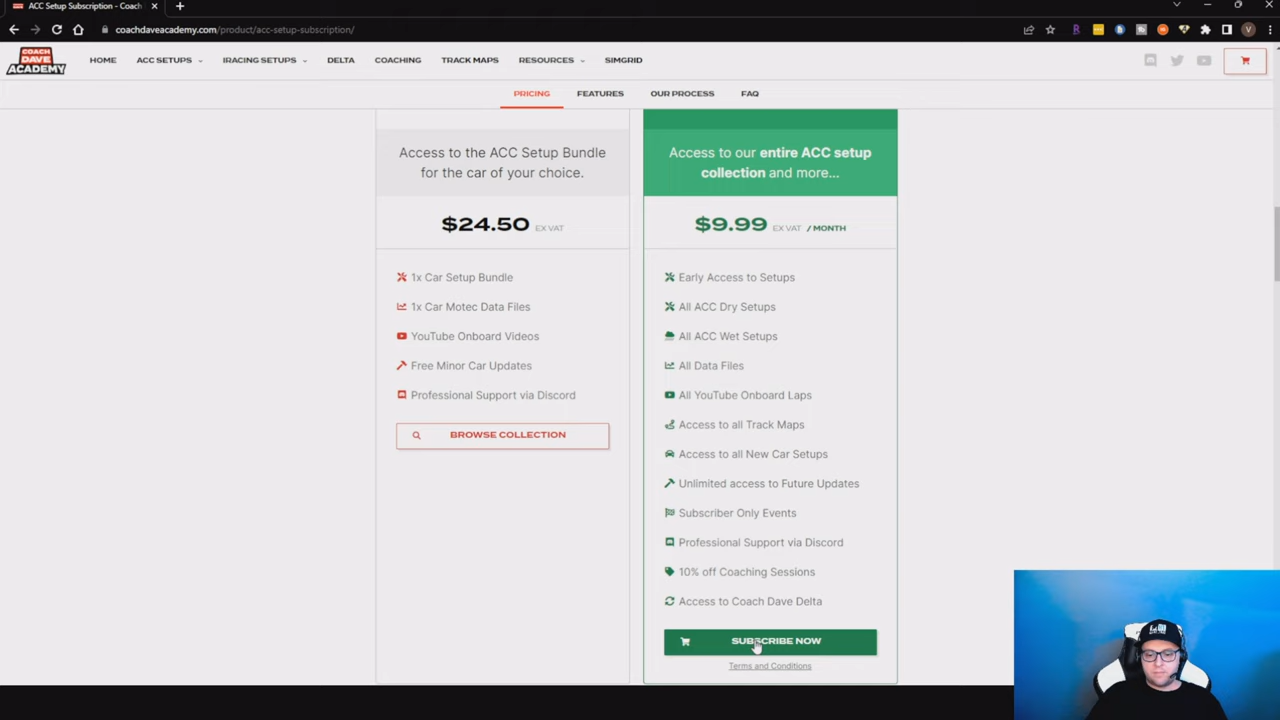 ACC Setup Subscription - Coach
coachdaveacademy.com/product/acc-setup-subscription/
COACH DAVE ACADEMY
HOME
ACC SETUPS
IRACING SETUPS
DELTA
COACHING
TRACK MAPS
RESOURCES
SIMGRID
PRICING
FEATURES
OUR PROCESS
FAQ
Access to the ACC Setup Bundle
for the car of your choice.
$24.50 EX VAT
1x Car Setup Bundle
1x Car Motec Data Files
YouTube Onboard Videos
Free Minor Car Updates
Professional Support via Discord
BROWSE COLLECTION
Access to our entire ACC setup
collection and more...
$9.99 EX VAT / MONTH
Early Access to Setups
All ACC Dry Setups
All ACC Wet Setups
All Data Files
All YouTube Onboard Laps
Access to all Track Maps
Access to all New Car Setups
Unlimited access to Future Updates
Subscriber Only Events
Professional Support via Discord
10% off Coaching Sessions
Access to Coach Dave Delta
SUBSCRIBE NOW
Terms and Conditions